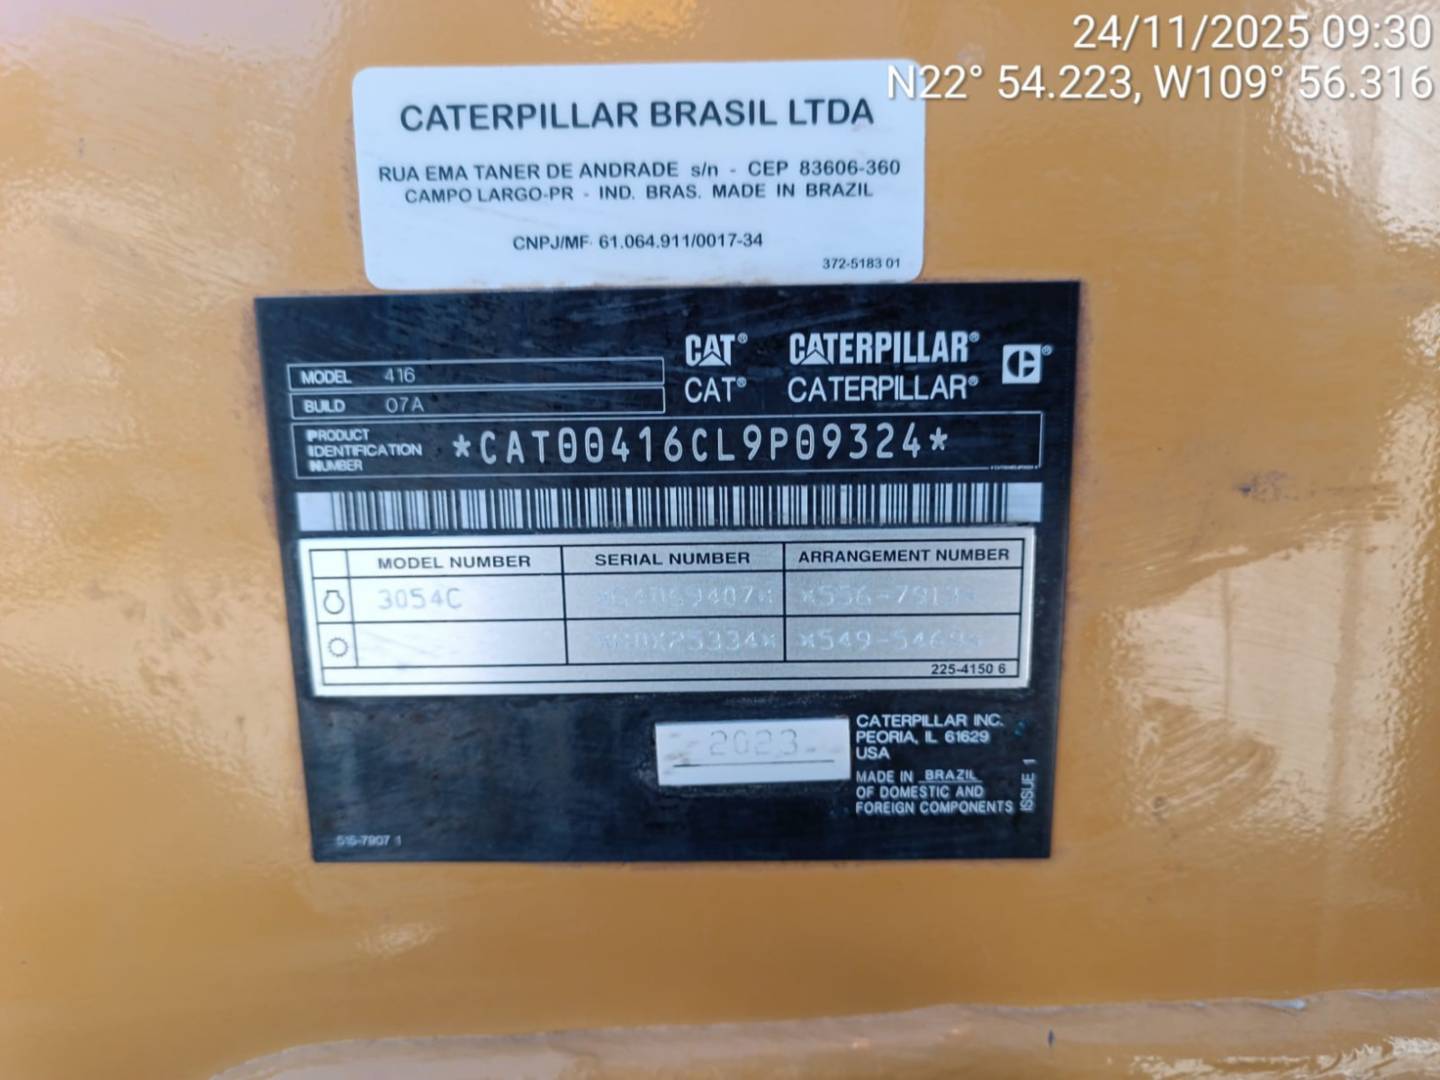 24/11/2025 09:30
N22° 54.223, W109° 56.316
CATERPILLAR BRASIL LTDA
RUA EMA TANER DE ANDRADE s/n - CEP 83606-360
CAMPO LARGO-PR - IND. BRAS. MADE IN BRAZIL
CNPJ/MF: 61.064.911/0017-34
372-5183 01
CAT® CATERPILLAR®
CAT® CATERPILLAR®
MODEL 416
BUILD 07A
PRODUCT
IDENTIFICATION
NUMBER
*CAT00416CL9P09324*
MODEL NUMBER SERIAL NUMBER ARRANGEMENT NUMBER
3054C
225-4150 6
2023
CATERPILLAR INC.
PEORIA, IL 61629
USA
MADE IN BRAZIL
OF DOMESTIC AND
FOREIGN COMPONENTS
ISSUE 1
515-7907 1